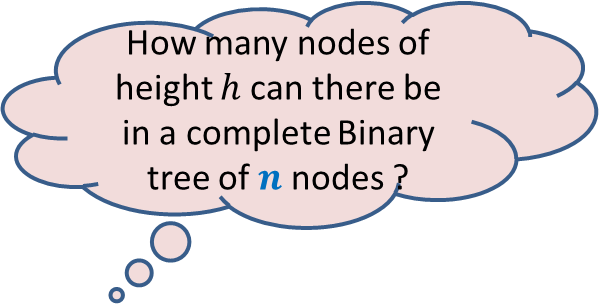 How many nodes of
height ℎ can there be
in a complete Binary
tree of 𝒏 nodes ?